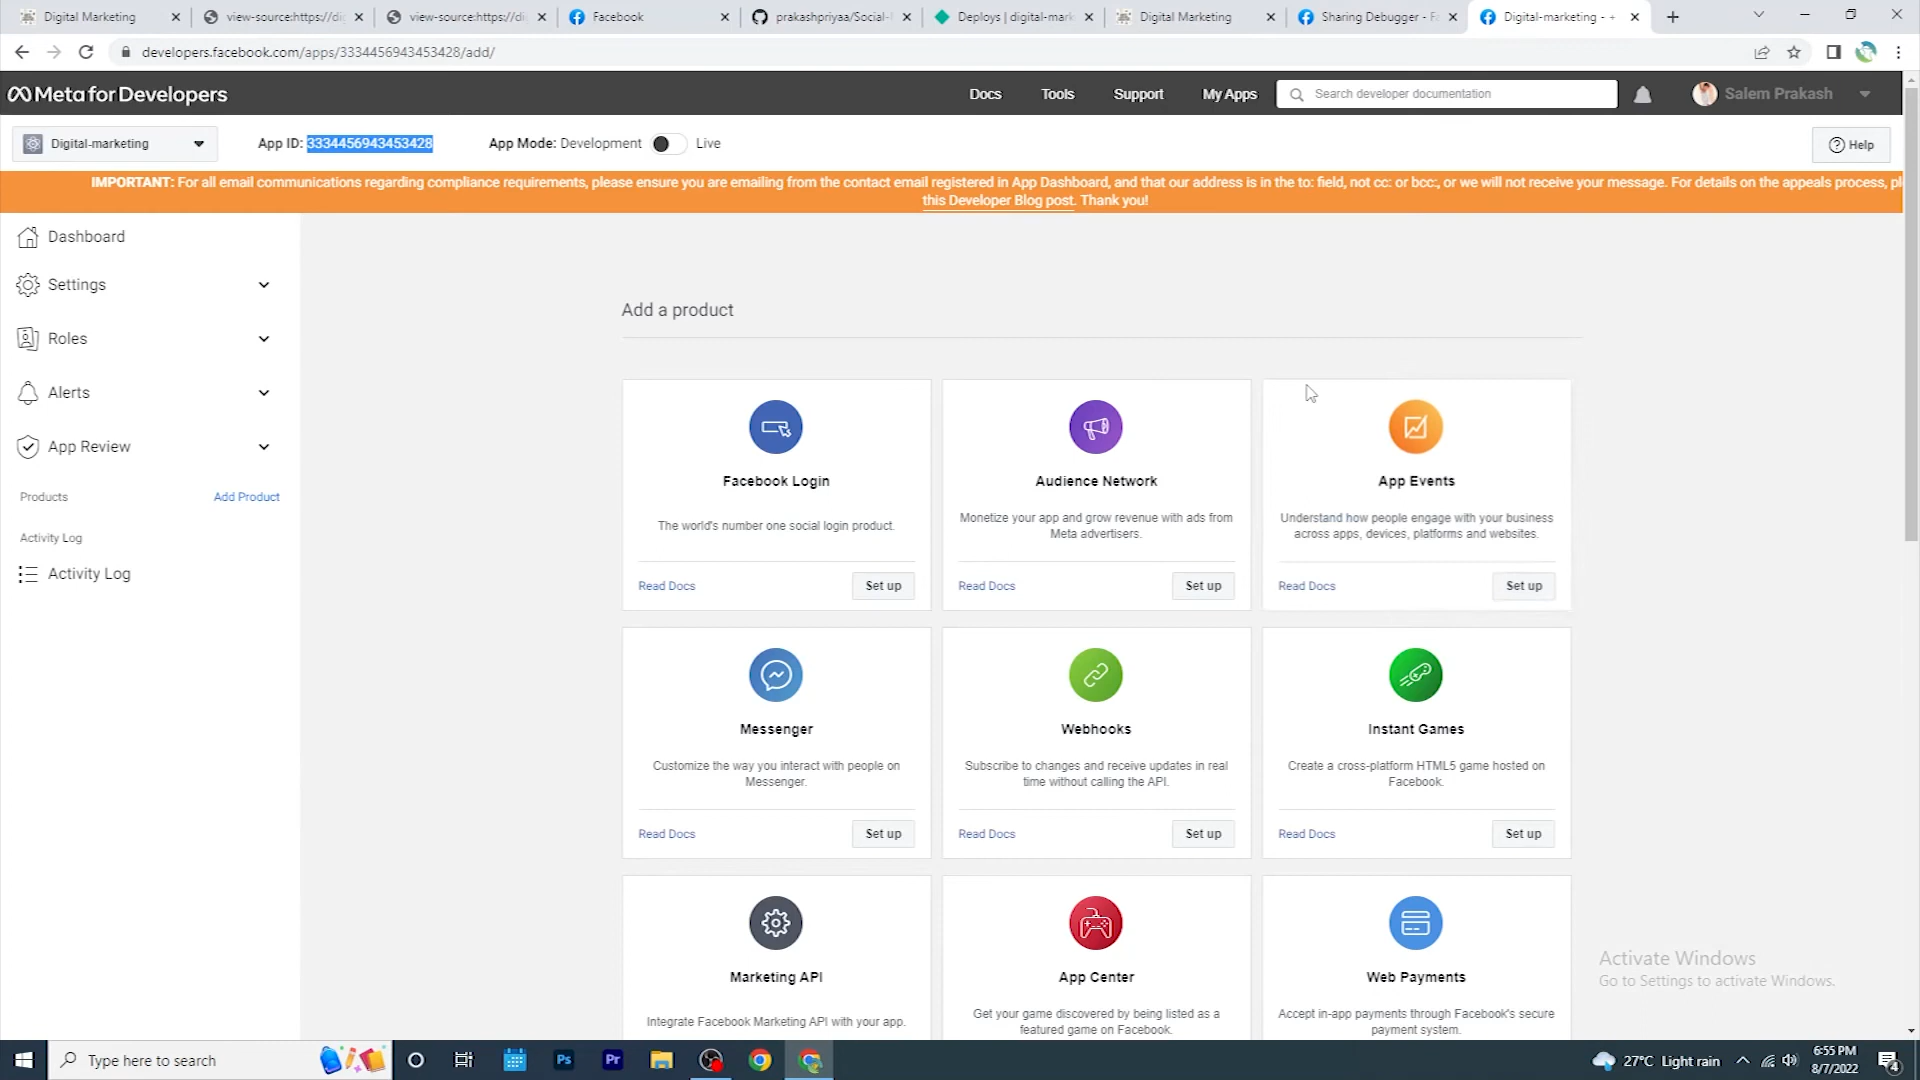 Digital Marketing
view-source:https://di
view-source:https://di
Facebook
prakashpriyaa/Social-
Deploys | digital-mark
Digital Marketing
Sharing Debugger - F
Digital-marketing - +
developers.facebook.com/apps/3334456943453428/add/
Meta for Developers
Docs
Tools
Support
My Apps
Search developer documentation
Salem Prakash
Digital-marketing
App ID: 3334456943453428
App Mode: Development
Live
Help
IMPORTANT: For all email communications regarding compliance requirements, please ensure you are emailing from the contact email registered in App Dashboard, and that our address is in the to: field, not cc: or bcc:, or we will not receive your message. For details on the appeals process, pl
this Developer Blog post. Thank you!
Dashboard
Settings
Roles
Alerts
App Review
Products
Add Product
Activity Log
Activity Log
Add a product
Facebook Login
The world's number one social login product.
Read Docs
Set up
Audience Network
Monetize your app and grow revenue with ads from
Meta advertisers.
Read Docs
Set up
App Events
Understand how people engage with your business
across apps, devices, platforms and websites.
Read Docs
Set up
Messenger
Customize the way you interact with people on
Messenger.
Read Docs
Set up
Webhooks
Subscribe to changes and receive updates in real
time without calling the API.
Read Docs
Set up
Instant Games
Create a cross-platform HTML5 game hosted on
Facebook.
Read Docs
Set up
Marketing API
Integrate Facebook Marketing API with your app.
App Center
Get your game discovered by being listed as a
featured game on Facebook.
Web Payments
Accept in-app payments through Facebook's secure
payment system.
Activate Windows
Go to Settings to activate Windows.
Type here to search
Ps
Pr
27°C Light rain
6:55 PM
8/7/2022
4